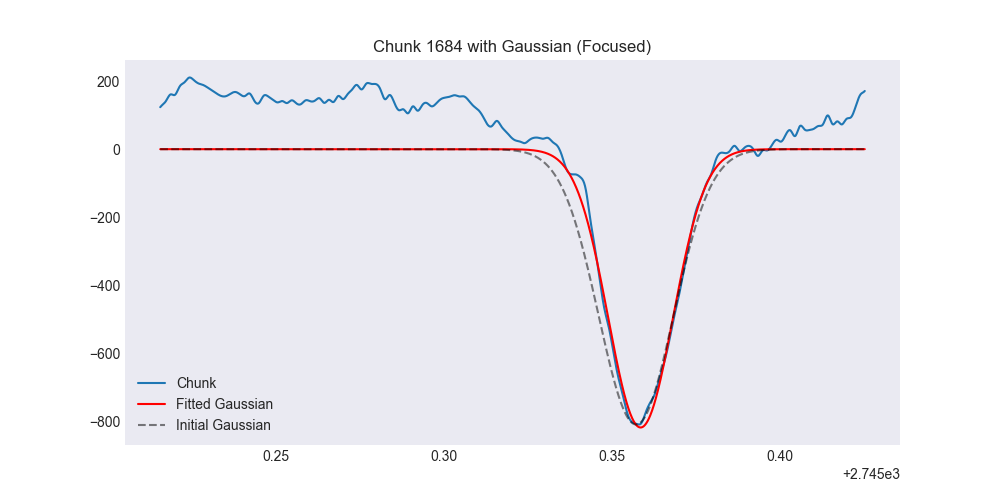 Chunk 1684 with Gaussian (Focused)
200
0
−200
−400
−600
−800
Chunk
Fitted Gaussian
Initial Gaussian
0.25 0.30 0.35 0.40
+2.745e3